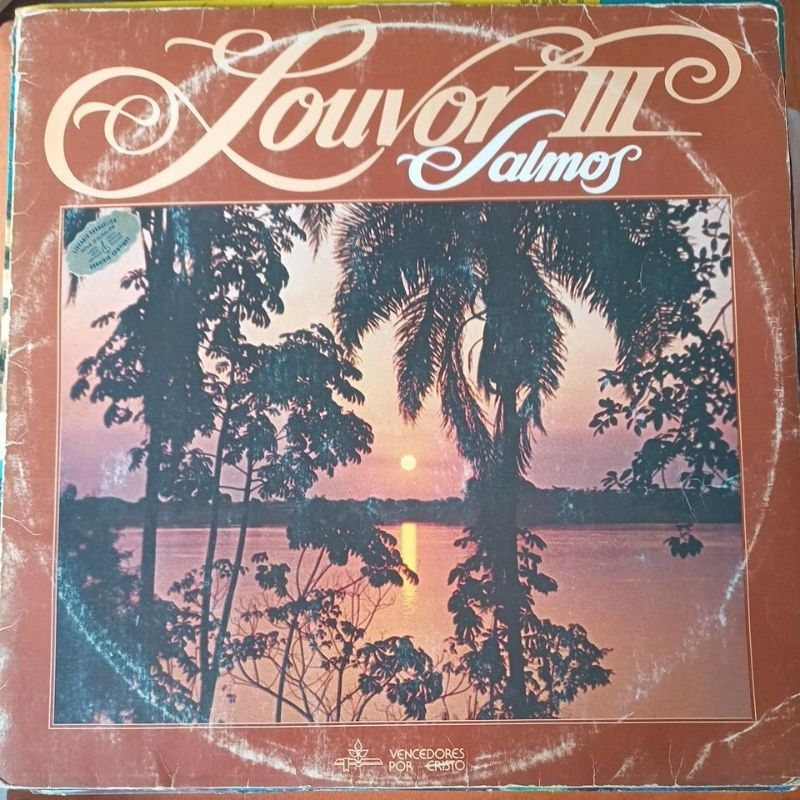 Louvor III
Salmos
VENCEDORES
POR CRISTO